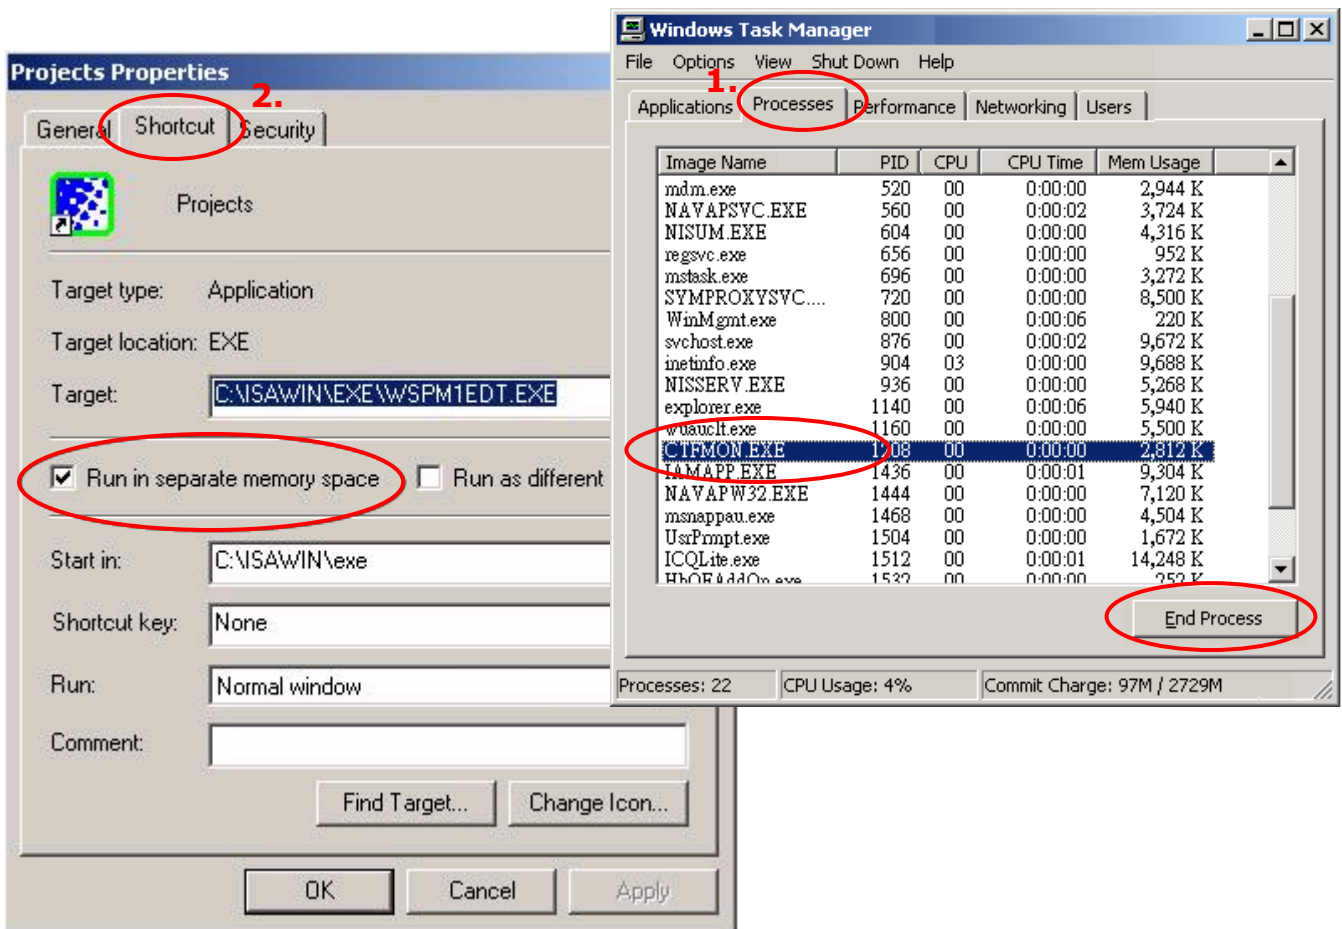 Windows Task Manager
File Options View Shut Down Help
1.
Applications Processes Performance Networking Users
Image Name PID CPU CPU Time Mem Usage
mdm.exe 520 00 0:00:00 2,944 K
NAVAPSVC.EXE 560 00 0:00:02 3,724 K
NISUM.EXE 604 00 0:00:00 4,316 K
regsvc.exe 656 00 0:00:00 952 K
mstask.exe 696 00 0:00:00 3,272 K
SYMPROXYSVC.... 720 00 0:00:00 8,500 K
WinMgmt.exe 800 00 0:00:06 220 K
svchost.exe 876 00 0:00:02 9,672 K
inetinfo.exe 904 03 0:00:00 9,688 K
NISSERV.EXE 936 00 0:00:00 5,268 K
explorer.exe 1140 00 0:00:06 5,940 K
wuauclt.exe 1160 00 0:00:00 5,500 K
CTFMON.EXE 1208 00 0:00:00 2,812 K
IAMAPP.EXE 1436 00 0:00:01 9,304 K
NAVAPW32.EXE 1444 00 0:00:00 7,120 K
msnappau.exe 1468 00 0:00:00 4,504 K
UsrPrmpt.exe 1504 00 0:00:00 1,672 K
ICQLite.exe 1512 00 0:00:01 14,248 K
1532 00 0:00:00 252 K
End Process
Processes: 22 CPU Usage: 4% Commit Charge: 97M / 2729M
Projects Properties
2.
General Shortcut Security
Projects
Target type: Application
Target location: EXE
Target: C:\ISAWIN\EXE\WSPM1EDT.EXE
Run in separate memory space Run as different
Start in: C:\ISAWIN\exe
Shortcut key: None
Run: Normal window
Comment:
Find Target... Change Icon...
OK Cancel Apply